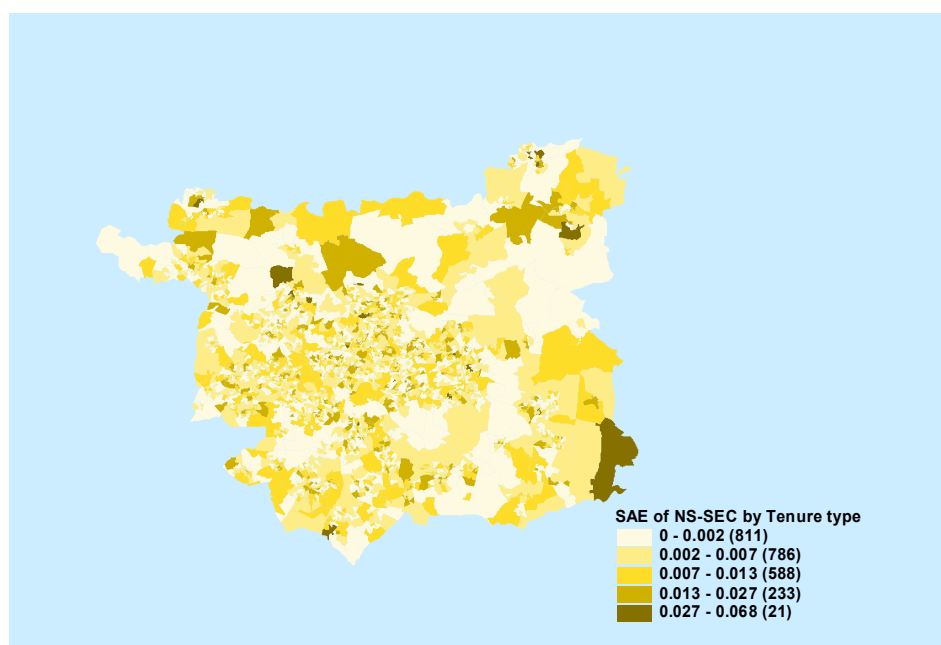 SAE of NS-SEC by Tenure type
0 - 0.002 (811)
0.002 - 0.007 (786)
0.007 - 0.013 (588)
0.013 - 0.027 (233)
0.027 - 0.068 (21)